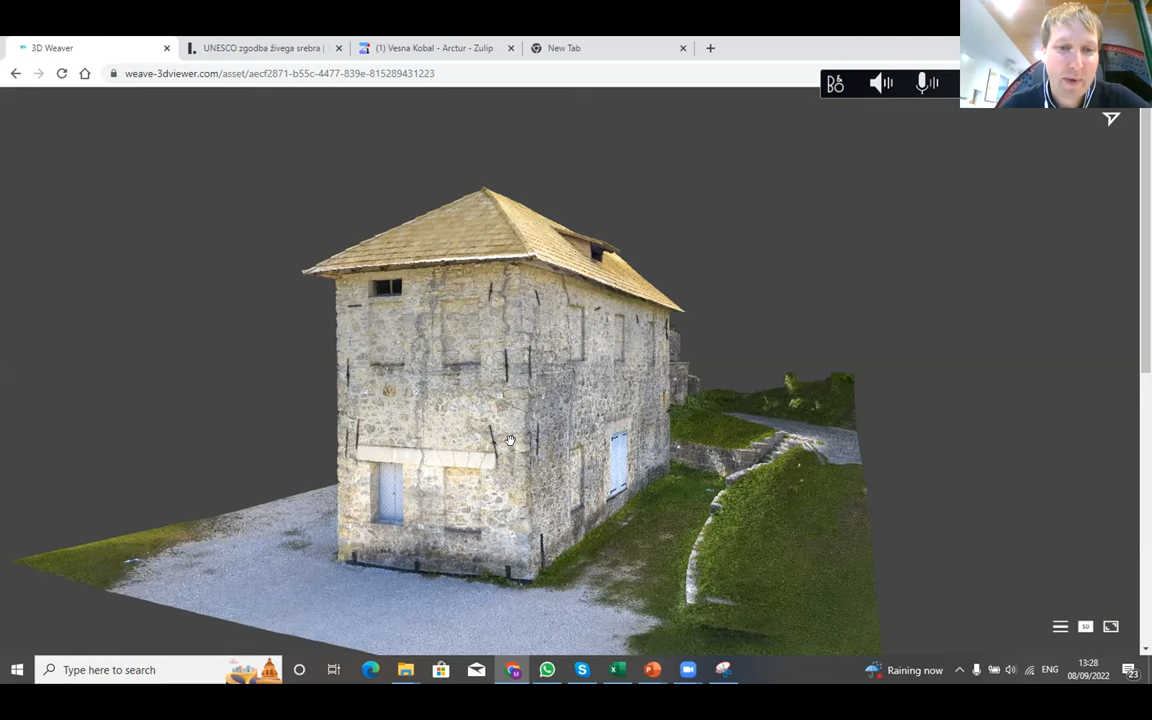 3D Weaver
UNESCO zgodba živega srebra |
(1) Vesna Kobal - Arctur - Zulip
New Tab
weave-3dviewer.com/asset/aecf2871-b55c-4477-839e-815289431223
SD
Type here to search
Raining now
ENG
13:28
08/09/2022
23